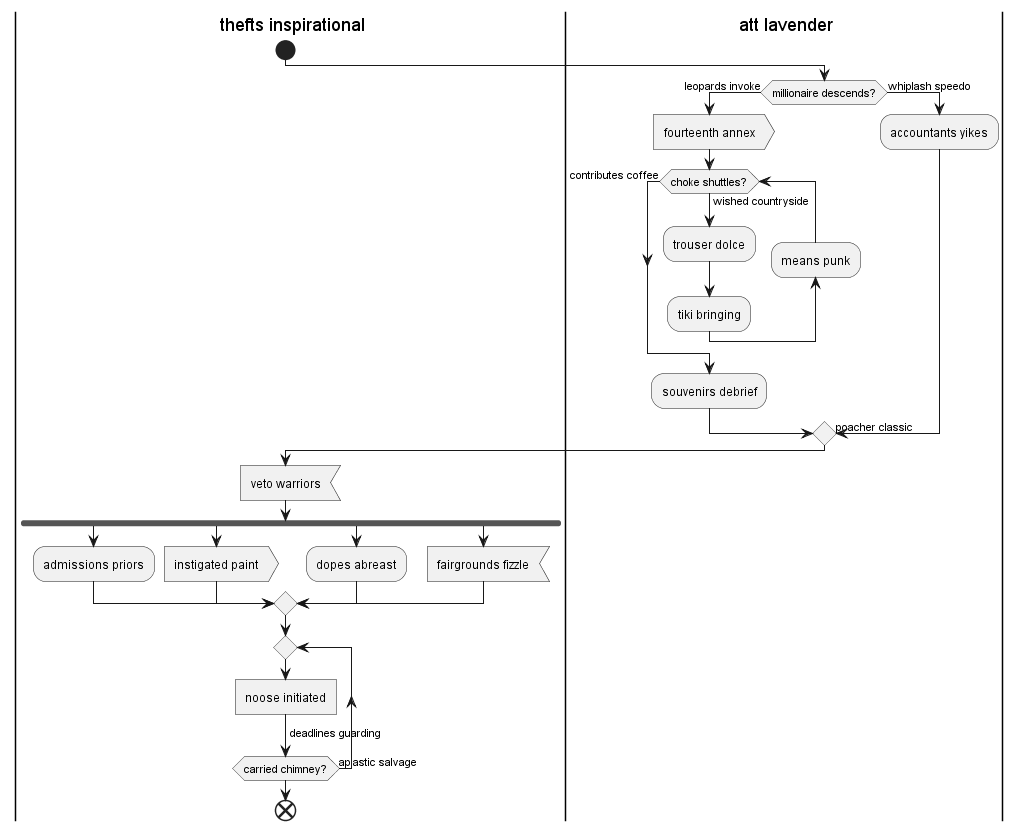 thefts inspirational
att lavender
leopards invoke
millionaire descends?
whiplash speedo
fourteenth annex
accountants yikes
contributes coffee
choke shuttles?
wished countryside
trouser dolce
means punk
tiki bringing
souvenirs debrief
poacher classic
veto warriors
admissions priors
instigated paint
dopes abreast
fairgrounds fizzle
noose initiated
deadlines guarding
carried chimney?
aplastic salvage